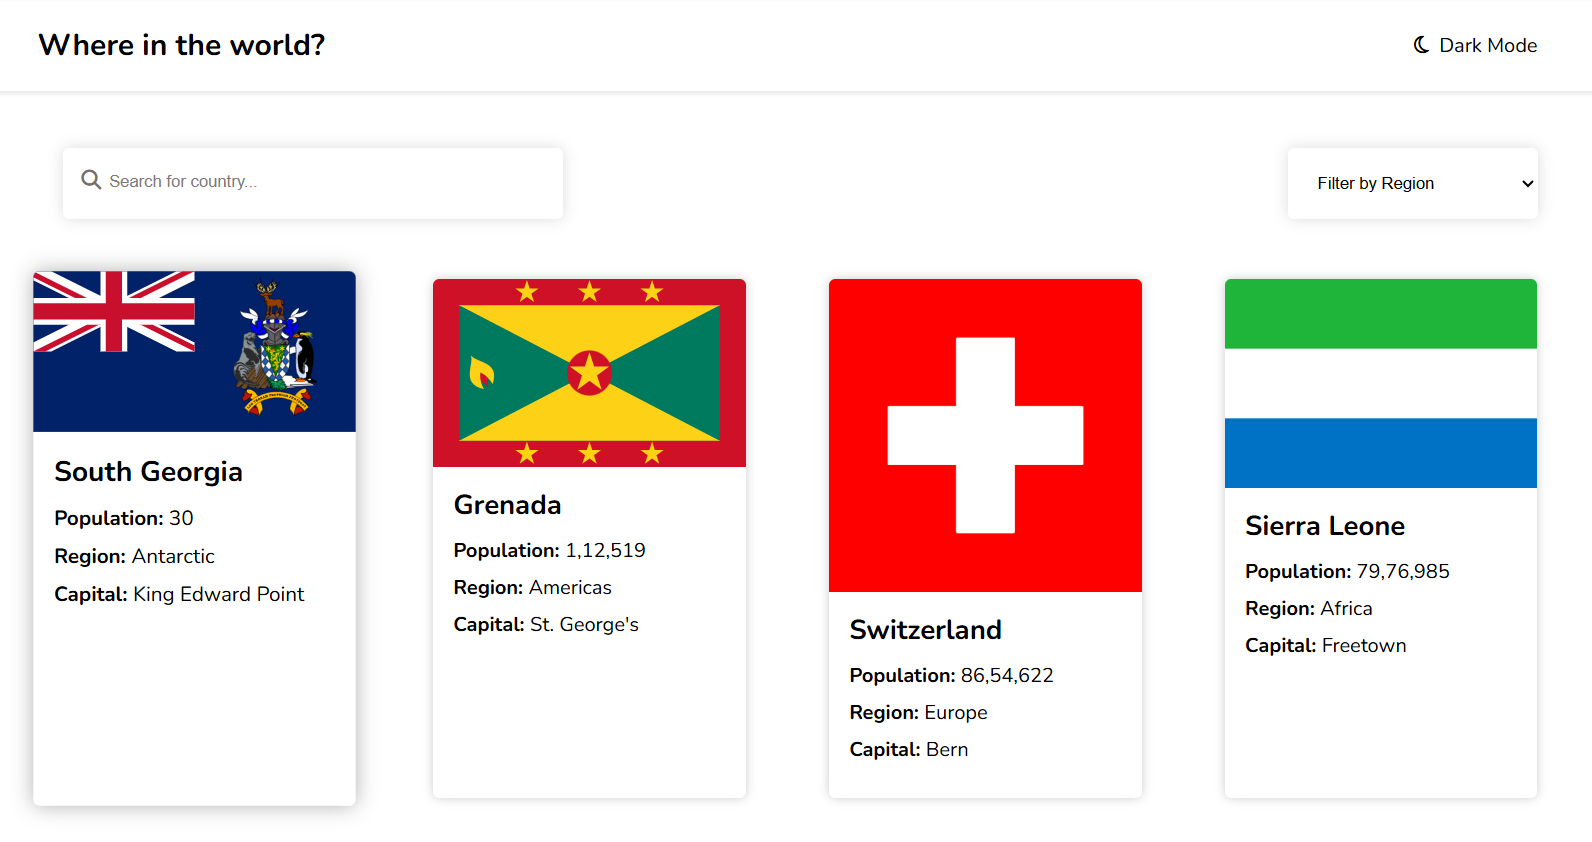 Where in the world?
Dark Mode
Search for country...
Filter by Region
South Georgia
Population: 30
Region: Antarctic
Capital: King Edward Point
Grenada
Population: 1,12,519
Region: Americas
Capital: St. George's
Switzerland
Population: 86,54,622
Region: Europe
Capital: Bern
Sierra Leone
Population: 79,76,985
Region: Africa
Capital: Freetown